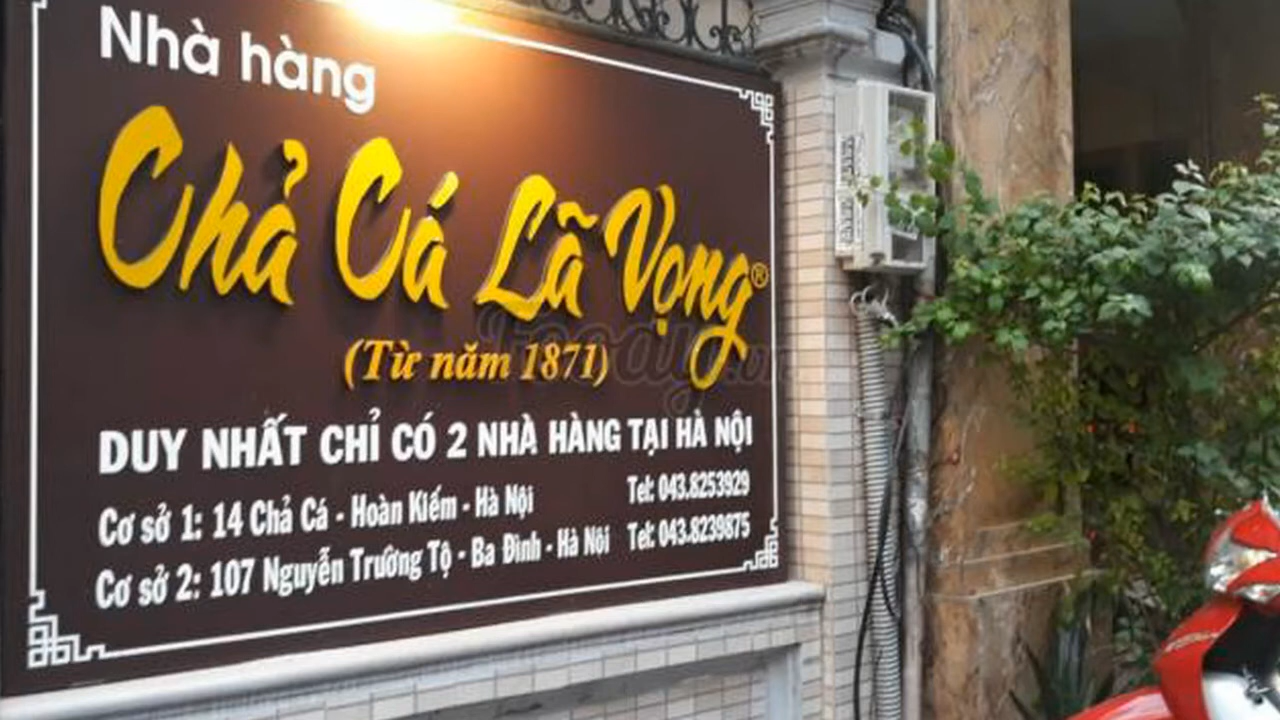 Nhà hàng
Chả Cá Lã Vọng®
(Từ năm 1871)
Foody.vn
DUY NHẤT CHỈ CÓ 2 NHÀ HÀNG TẠI HÀ NỘI
Cơ sở 1: 14 Chả Cá - Hoàn Kiếm - Hà Nội Tel: 043.8253929
Cơ sở 2: 107 Nguyễn Trường Tộ - Ba Đình - Hà Nội Tel: 043.8239875